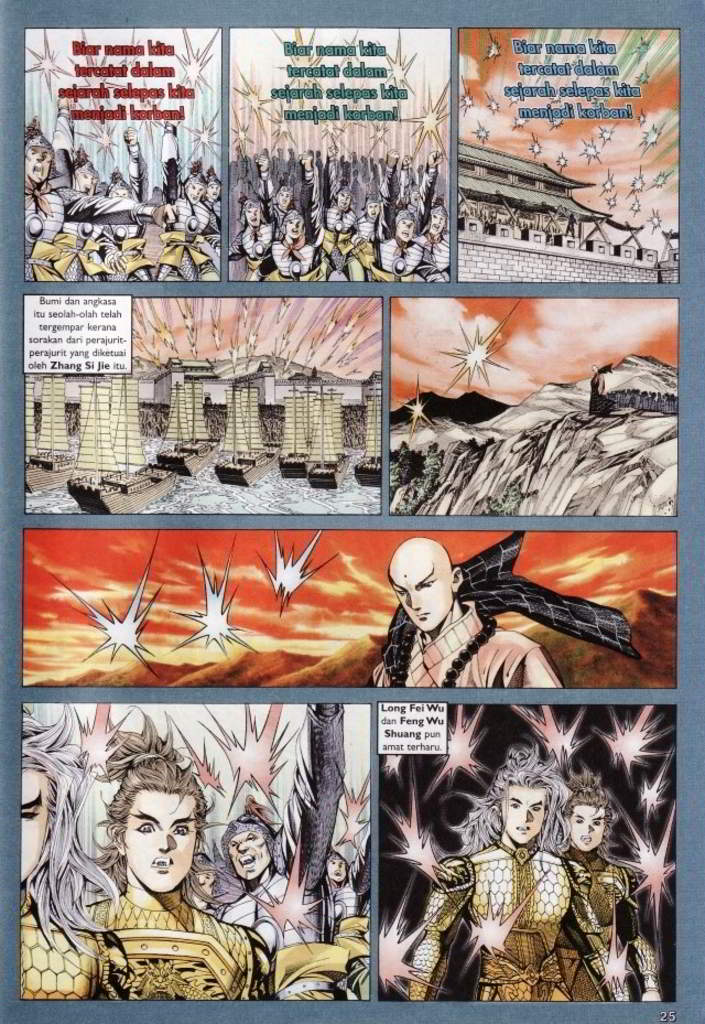 Biar nama kita
tercatat dalam
sejarah selepas kita
menjadi korban!
Biar nama kita
tercatat dalam
sejarah selepas kita
menjadi korban!
Biar nama kita
tercatat dalam
sejarah selepas kita
menjadi korban!
Bumi dan angkasa
itu seolah-olah telah
tergempar kerana
sorakan dari perajurit-
perajurit yang diketuai
oleh Zhang Si Jie itu.
Long Fei Wu
dan Feng Wu
Shuang pun
amat terharu.
25